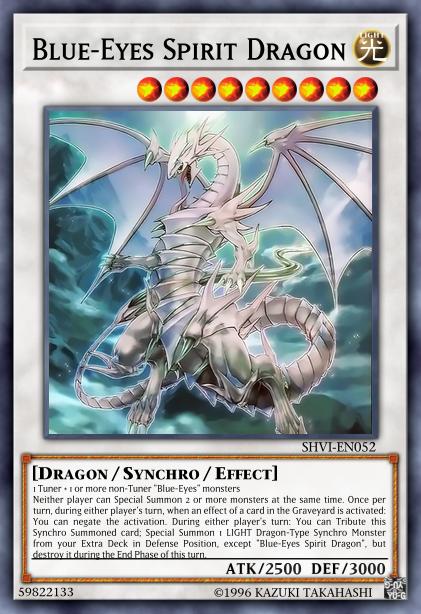 BLUE-EYES SPIRIT DRAGON
LIGHT
光
SHVI-EN052
[DRAGON / SYNCHRO / EFFECT]
1 Tuner + 1 or more non-Tuner "Blue-Eyes" monsters
Neither player can Special Summon 2 or more monsters at the same time. Once per
turn, during either player's turn, when an effect of a card in the Graveyard is activated:
You can negate the activation. During either player's turn: You can Tribute this
Synchro Summoned card; Special Summon 1 LIGHT Dragon-Type Synchro Monster
from your Extra Deck in Defense Position, except "Blue-Eyes Spirit Dragon", but
destroy it during the End Phase of this turn.
ATK/2500 DEF/3000
59822133
©1996 KAZUKI TAKAHASHI